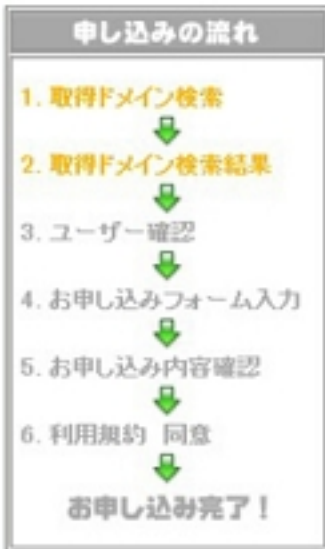 申し込みの流れ
1. 取得ドメイン検索
2. 取得ドメイン検索結果
3. ユーザー確認
4. お申し込みフォーム入力
5. お申し込み内容確認
6. 利用規約 同意
お申し込み完了！